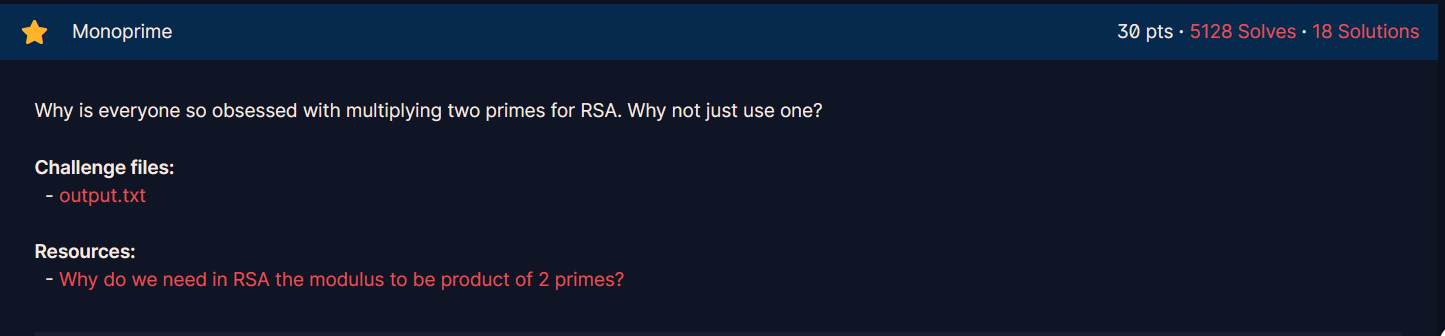 Monoprime
30 pts · 5128 Solves · 18 Solutions
Why is everyone so obsessed with multiplying two primes for RSA. Why not just use one?
Challenge files:
- output.txt
Resources:
- Why do we need in RSA the modulus to be product of 2 primes?